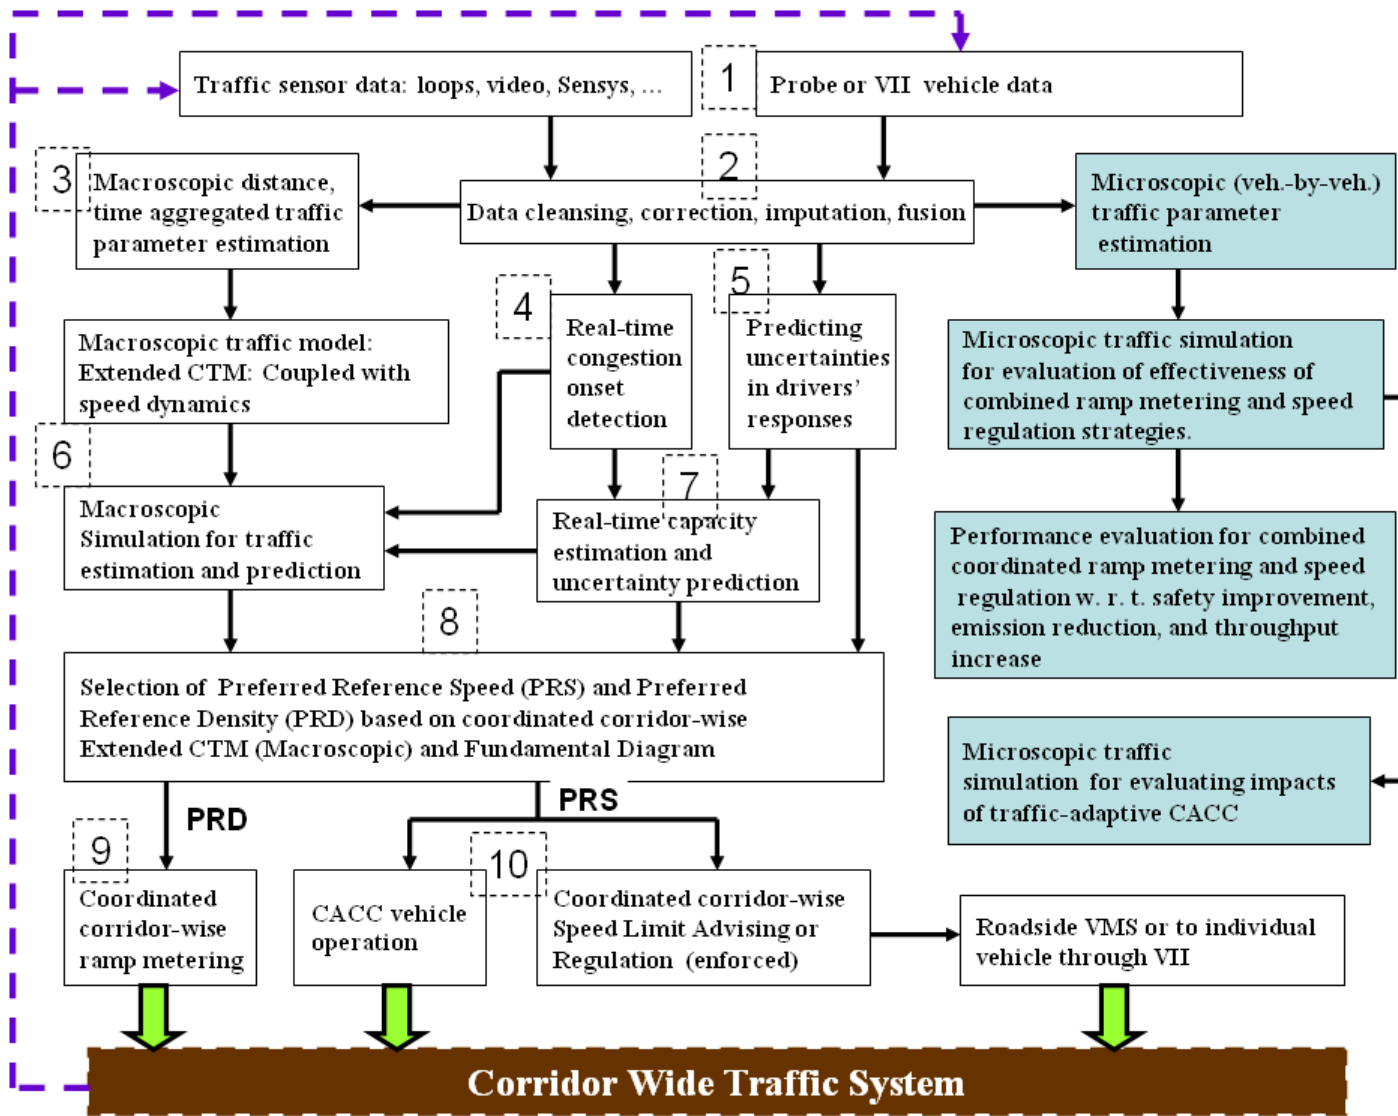 Traffic sensor data: loops, video, Sensys, ...
1
Probe or VII vehicle data
2
Data cleansing, correction, imputation, fusion
3
Macroscopic distance,
time aggregated traffic
parameter estimation
Microscopic (veh.-by-veh.)
traffic parameter
estimation
4
Real-time
congestion
onset
detection
5
Predicting
uncertainties
in drivers'
responses
Macroscopic traffic model:
Extended CTM: Coupled with
speed dynamics
Microscopic traffic simulation
for evaluation of effectiveness of
combined ramp metering and speed
regulation strategies.
6
Macroscopic
Simulation for traffic
estimation and prediction
7
Real-time capacity
estimation and
uncertainty prediction
Performance evaluation for combined
coordinated ramp metering and speed
regulation w. r. t. safety improvement,
emission reduction, and throughput
increase
8
Selection of Preferred Reference Speed (PRS) and Preferred
Reference Density (PRD) based on coordinated corridor-wise
Extended CTM (Macroscopic) and Fundamental Diagram
Microscopic traffic
simulation for evaluating impacts
of traffic-adaptive CACC
PRD
PRS
9
Coordinated
corridor-wise
ramp metering
CACC vehicle
operation
10
Coordinated corridor-wise
Speed Limit Advising or
Regulation (enforced)
Roadside VMS or to individual
vehicle through VII
Corridor Wide Traffic System